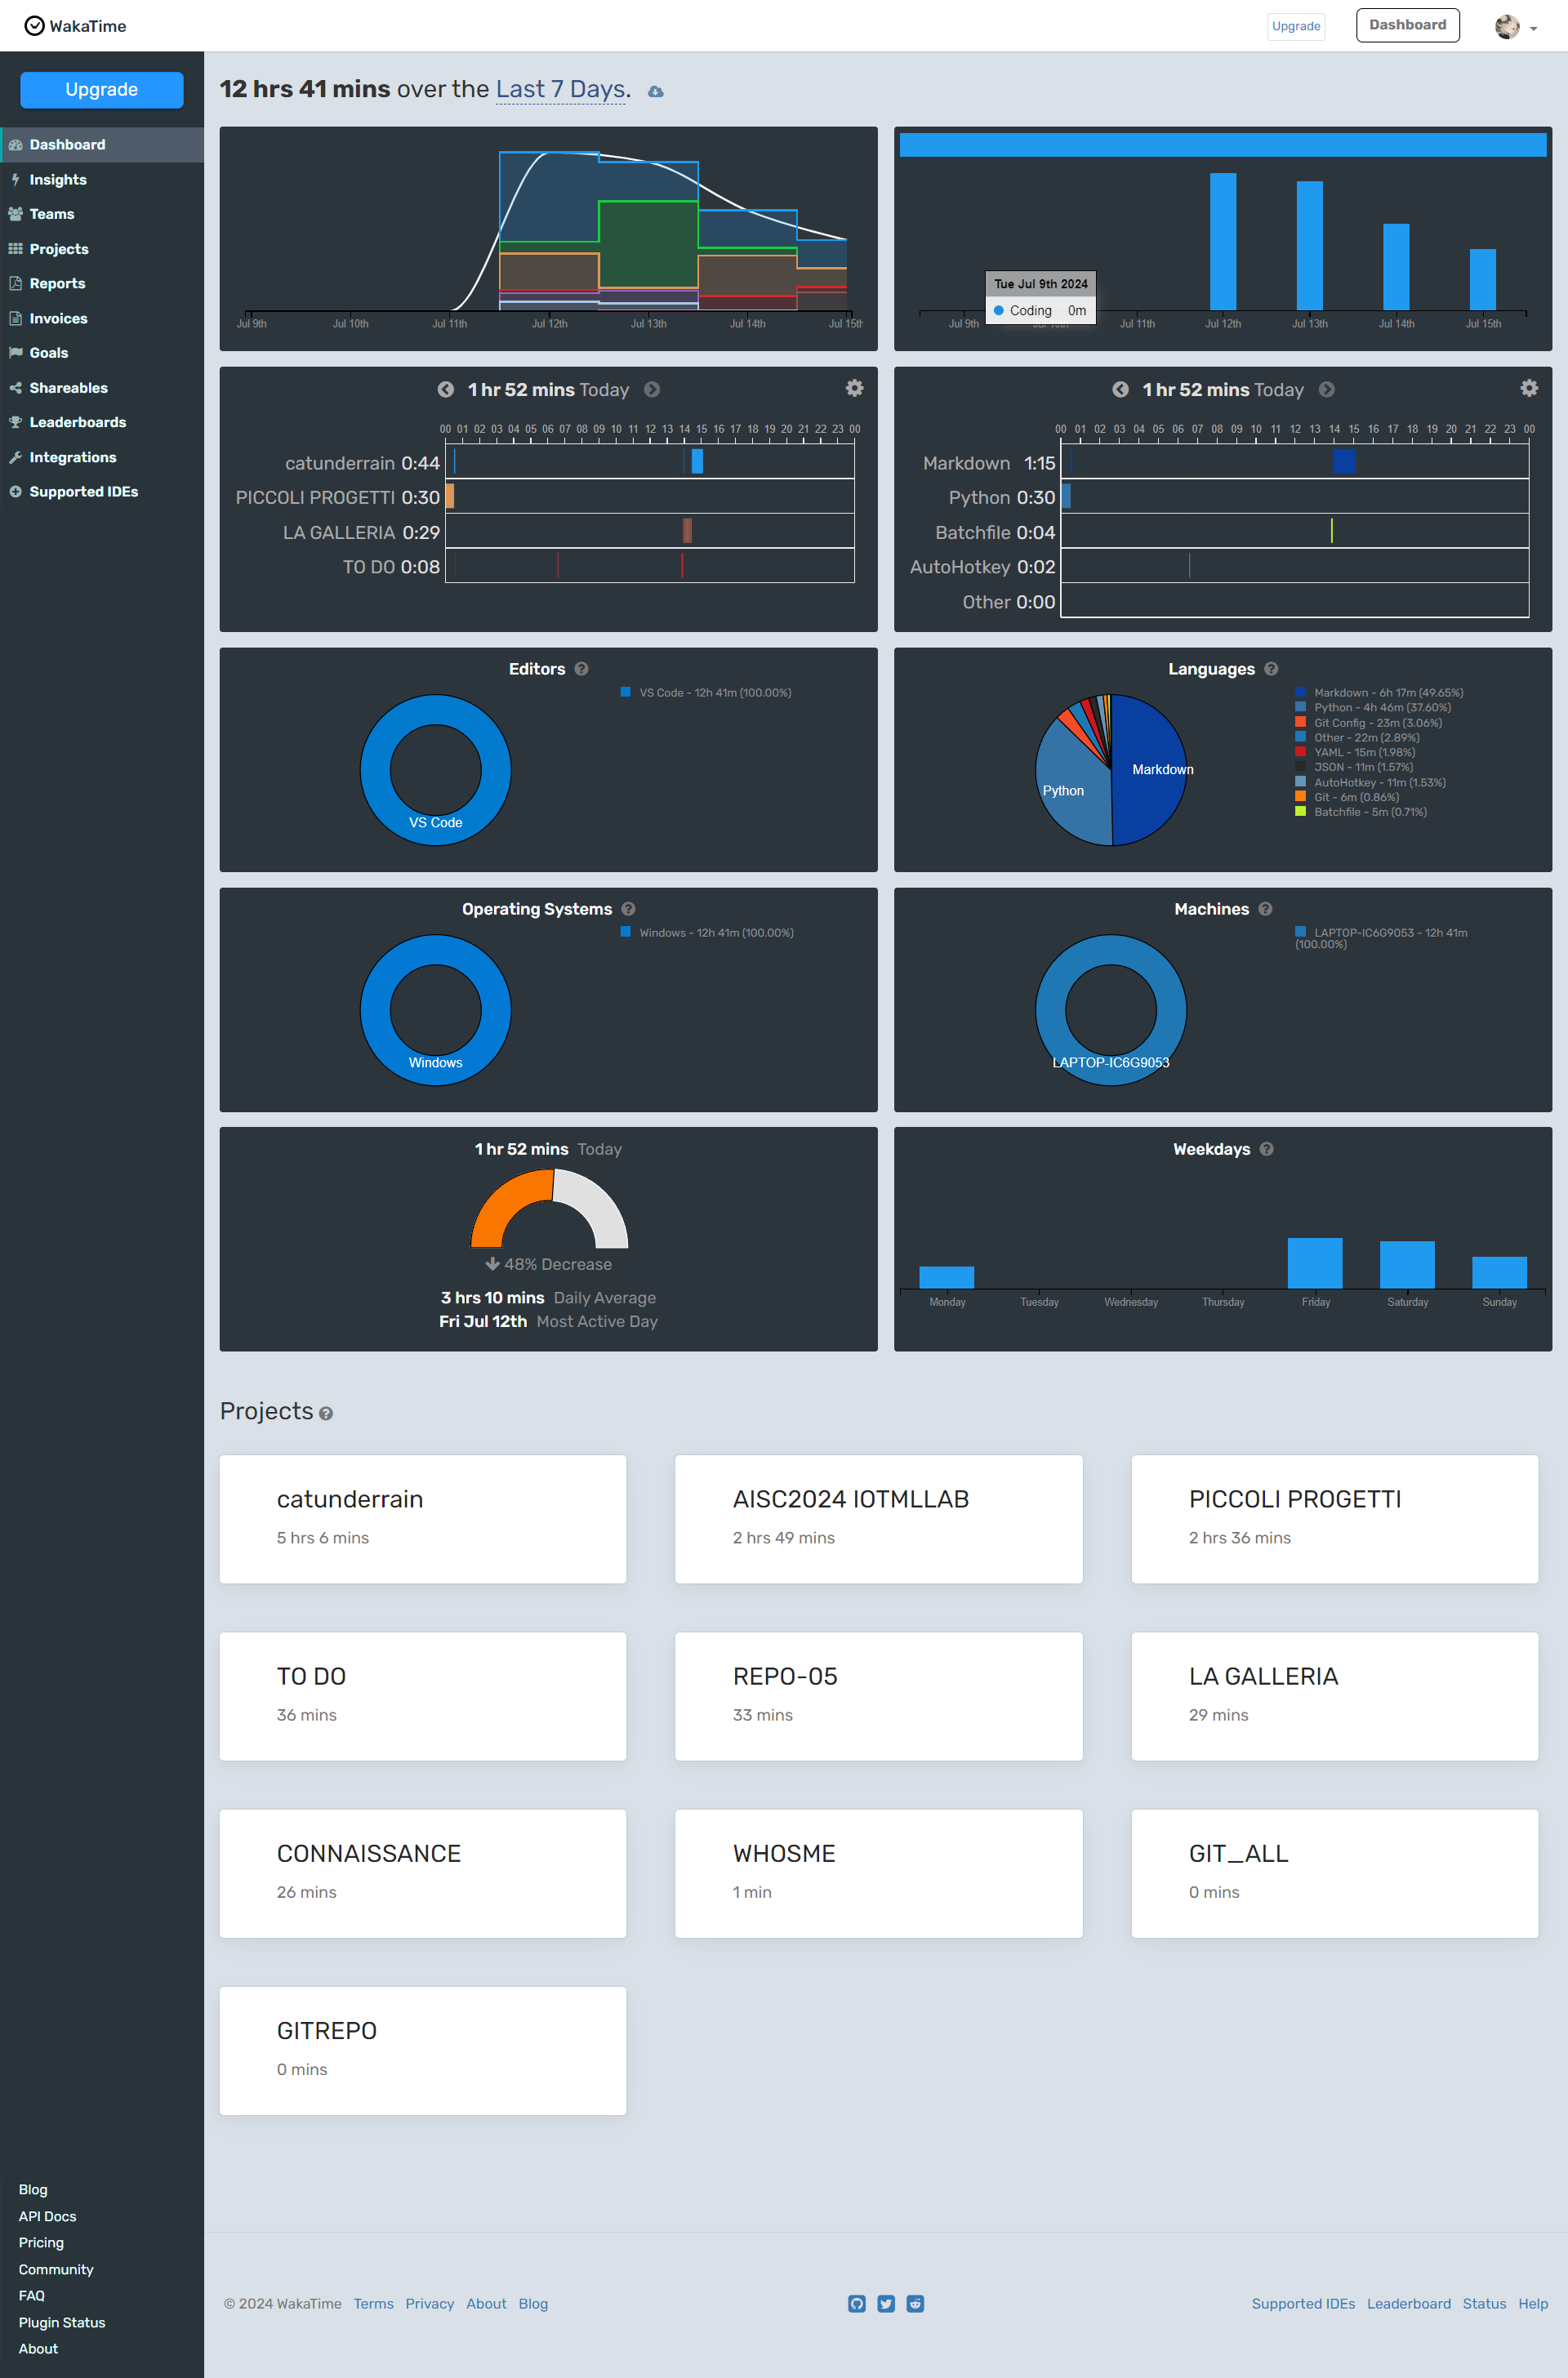 WakaTime
Upgrade
Dashboard
Upgrade
Dashboard
Insights
Teams
Projects
Reports
Invoices
Goals
Shareables
Leaderboards
Integrations
Supported IDEs
12 hrs 41 mins over the Last 7 Days.
Jul 9th Jul 10th Jul 11th Jul 12th Jul 13th Jul 14th Jul 15th
Tue Jul 9th 2024
Coding 0m
Jul 9th Jul 11th Jul 12th Jul 13th Jul 14th Jul 15th
1 hr 52 mins Today
00 01 02 03 04 05 06 07 08 09 10 11 12 13 14 15 16 17 18 19 20 21 22 23 00
catunderrain 0:44
PICCOLI PROGETTI 0:30
LA GALLERIA 0:29
TO DO 0:08
1 hr 52 mins Today
00 01 02 03 04 05 06 07 08 09 10 11 12 13 14 15 16 17 18 19 20 21 22 23 00
Markdown 1:15
Python 0:30
Batchfile 0:04
AutoHotkey 0:02
Other 0:00
Editors
VS Code - 12h 41m (100.00%)
VS Code
Languages
Markdown - 6h 17m (49.65%)
Python - 4h 46m (37.60%)
Git Config - 23m (3.06%)
Other - 22m (2.89%)
YAML - 15m (1.98%)
JSON - 11m (1.57%)
AutoHotkey - 11m (1.53%)
Git - 6m (0.86%)
Batchfile - 5m (0.71%)
Markdown
Python
Operating Systems
Windows - 12h 41m (100.00%)
Windows
Machines
LAPTOP-IC6G9053 - 12h 41m
(100.00%)
LAPTOP-IC6G9053
1 hr 52 mins Today
48% Decrease
3 hrs 10 mins Daily Average
Fri Jul 12th Most Active Day
Weekdays
Monday Tuesday Wednesday Thursday Friday Saturday Sunday
Projects
catunderrain
5 hrs 6 mins
AISC2024 IOTMLLAB
2 hrs 49 mins
PICCOLI PROGETTI
2 hrs 36 mins
TO DO
36 mins
REPO-05
33 mins
LA GALLERIA
29 mins
CONNAISSANCE
26 mins
WHOSME
1 min
GIT_ALL
0 mins
GITREPO
0 mins
Blog
API Docs
Pricing
Community
FAQ
Plugin Status
About
© 2024 WakaTime Terms Privacy About Blog
Supported IDEs Leaderboard Status Help